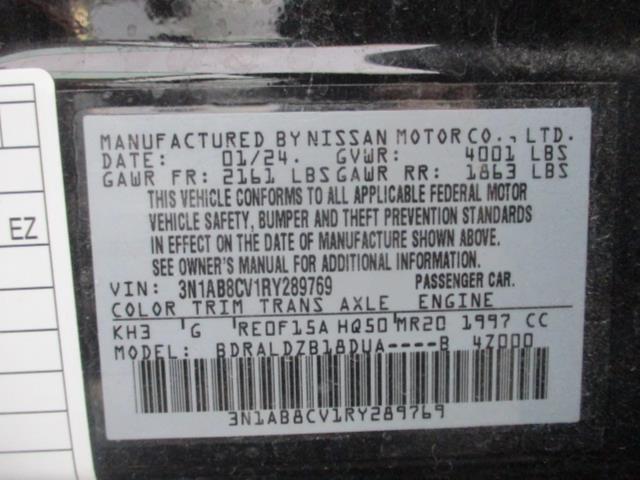 MANUFACTURED BY NISSAN MOTOR CO., LTD.
DATE: 01/24. GVWR: 4001 LBS
GAWR FR: 2161 LBS GAWR RR: 1863 LBS
THIS VEHICLE CONFORMS TO ALL APPLICABLE FEDERAL MOTOR
VEHICLE SAFETY, BUMPER AND THEFT PREVENTION STANDARDS
IN EFFECT ON THE DATE OF MANUFACTURE SHOWN ABOVE.
SEE OWNER'S MANUAL FOR ADDITIONAL INFORMATION.
VIN: 3N1AB8CV1RY289769 PASSENGER CAR.
COLOR TRIM TRANS AXLE ENGINE
KH3 G RE0F15A HQ50 MR20 1997 CC
MODEL: BDRALDZB18DUA----B 4Z000
3N1AB8CV1RY289769
EZ